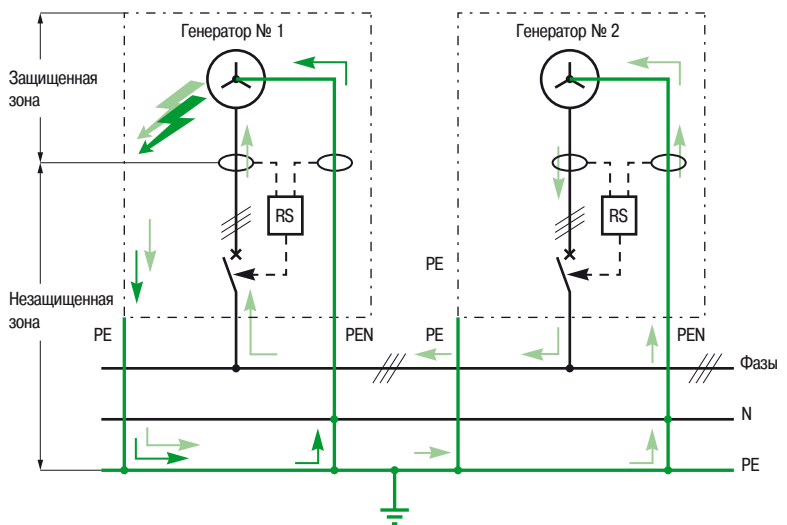 Генератор № 1
Генератор № 2
Защищенная
зона
RS
RS
PE
Незащищенная
зона
PE
PEN
PE
PEN
Фазы
N
PE